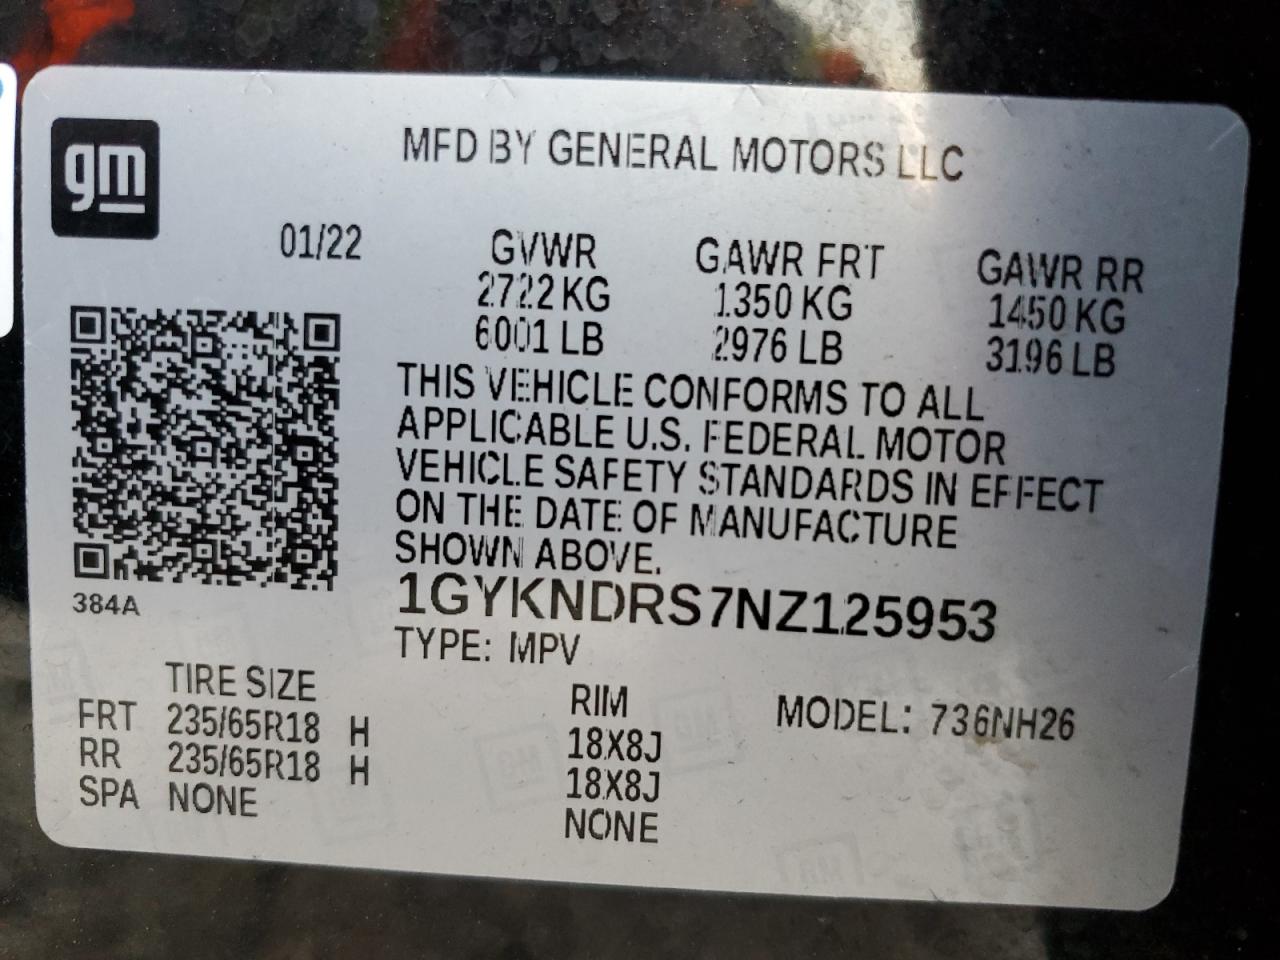 gm
MFD BY GENERAL MOTORS LLC
01/22
GVWR GAWR FRT GAWR RR
2722 KG 1350 KG 1450 KG
6001 LB 2976 LB 3196 LB
THIS VEHICLE CONFORMS TO ALL
APPLICABLE U.S. FEDERAL MOTOR
VEHICLE SAFETY STANDARDS IN EFFECT
ON THE DATE OF MANUFACTURE
SHOWN ABOVE.
1GYKNDRS7NZ125953
384A
TYPE: MPV
TIRE SIZE RIM MODEL: 736NH26
FRT 235/65R18 H 18X8J
RR 235/65R18 H 18X8J
SPA NONE NONE